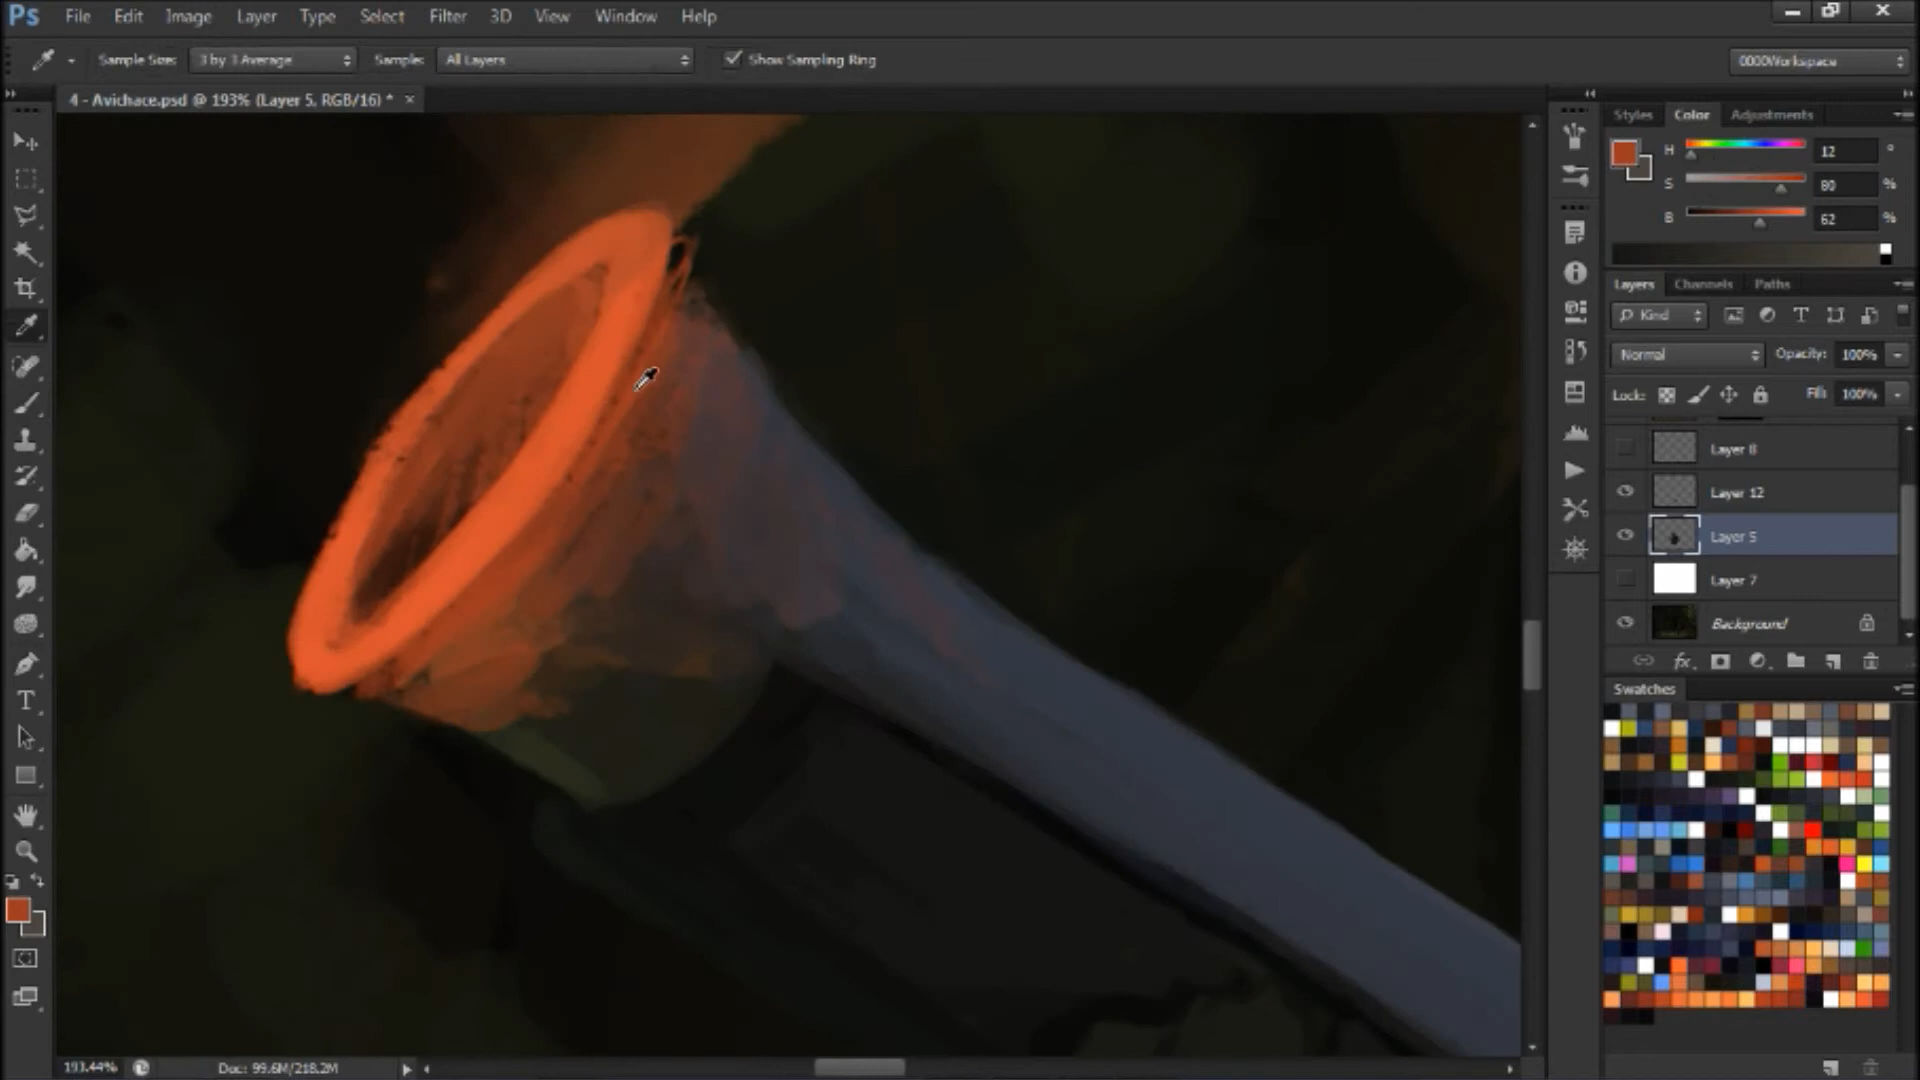 Ps File Edit Image Layer Type Select Filter 3D View Window Help
Sample Size: 3 by 3 Average Sample: All Layers Show Sampling Ring 0000Workspace
4 - Avichace.psd @ 193% (Layer 5, RGB/16) * ×
Styles Color Adjustments
H 12 °
S 80 %
B 62 %
Layers Channels Paths
Kind
Normal Opacity: 100%
Lock: Fill: 100%
Layer 8
Layer 12
Layer 5
Layer 7
Background
Swatches
T
193.44% Doc: 99.6M/218.2M